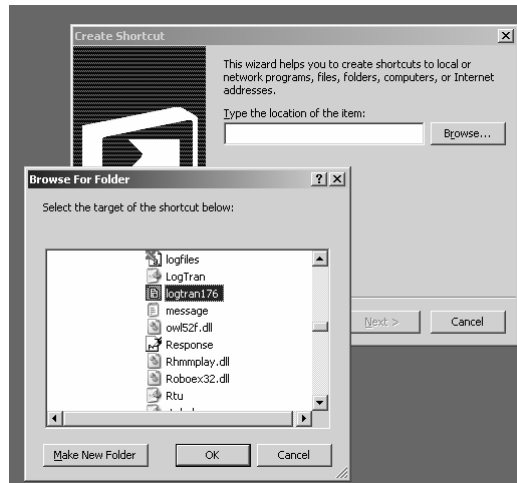 Create Shortcut
This wizard helps you to create shortcuts to local or
network programs, files, folders, computers, or Internet
addresses.
Type the location of the item:
Browse...
Browse For Folder
Select the target of the shortcut below:
logfiles
LogTran
logtran176
message
owl52f.dll
Response
Rhmmplay.dll
Roboex32.dll
Rtu
Next >
Cancel
Make New Folder
OK
Cancel